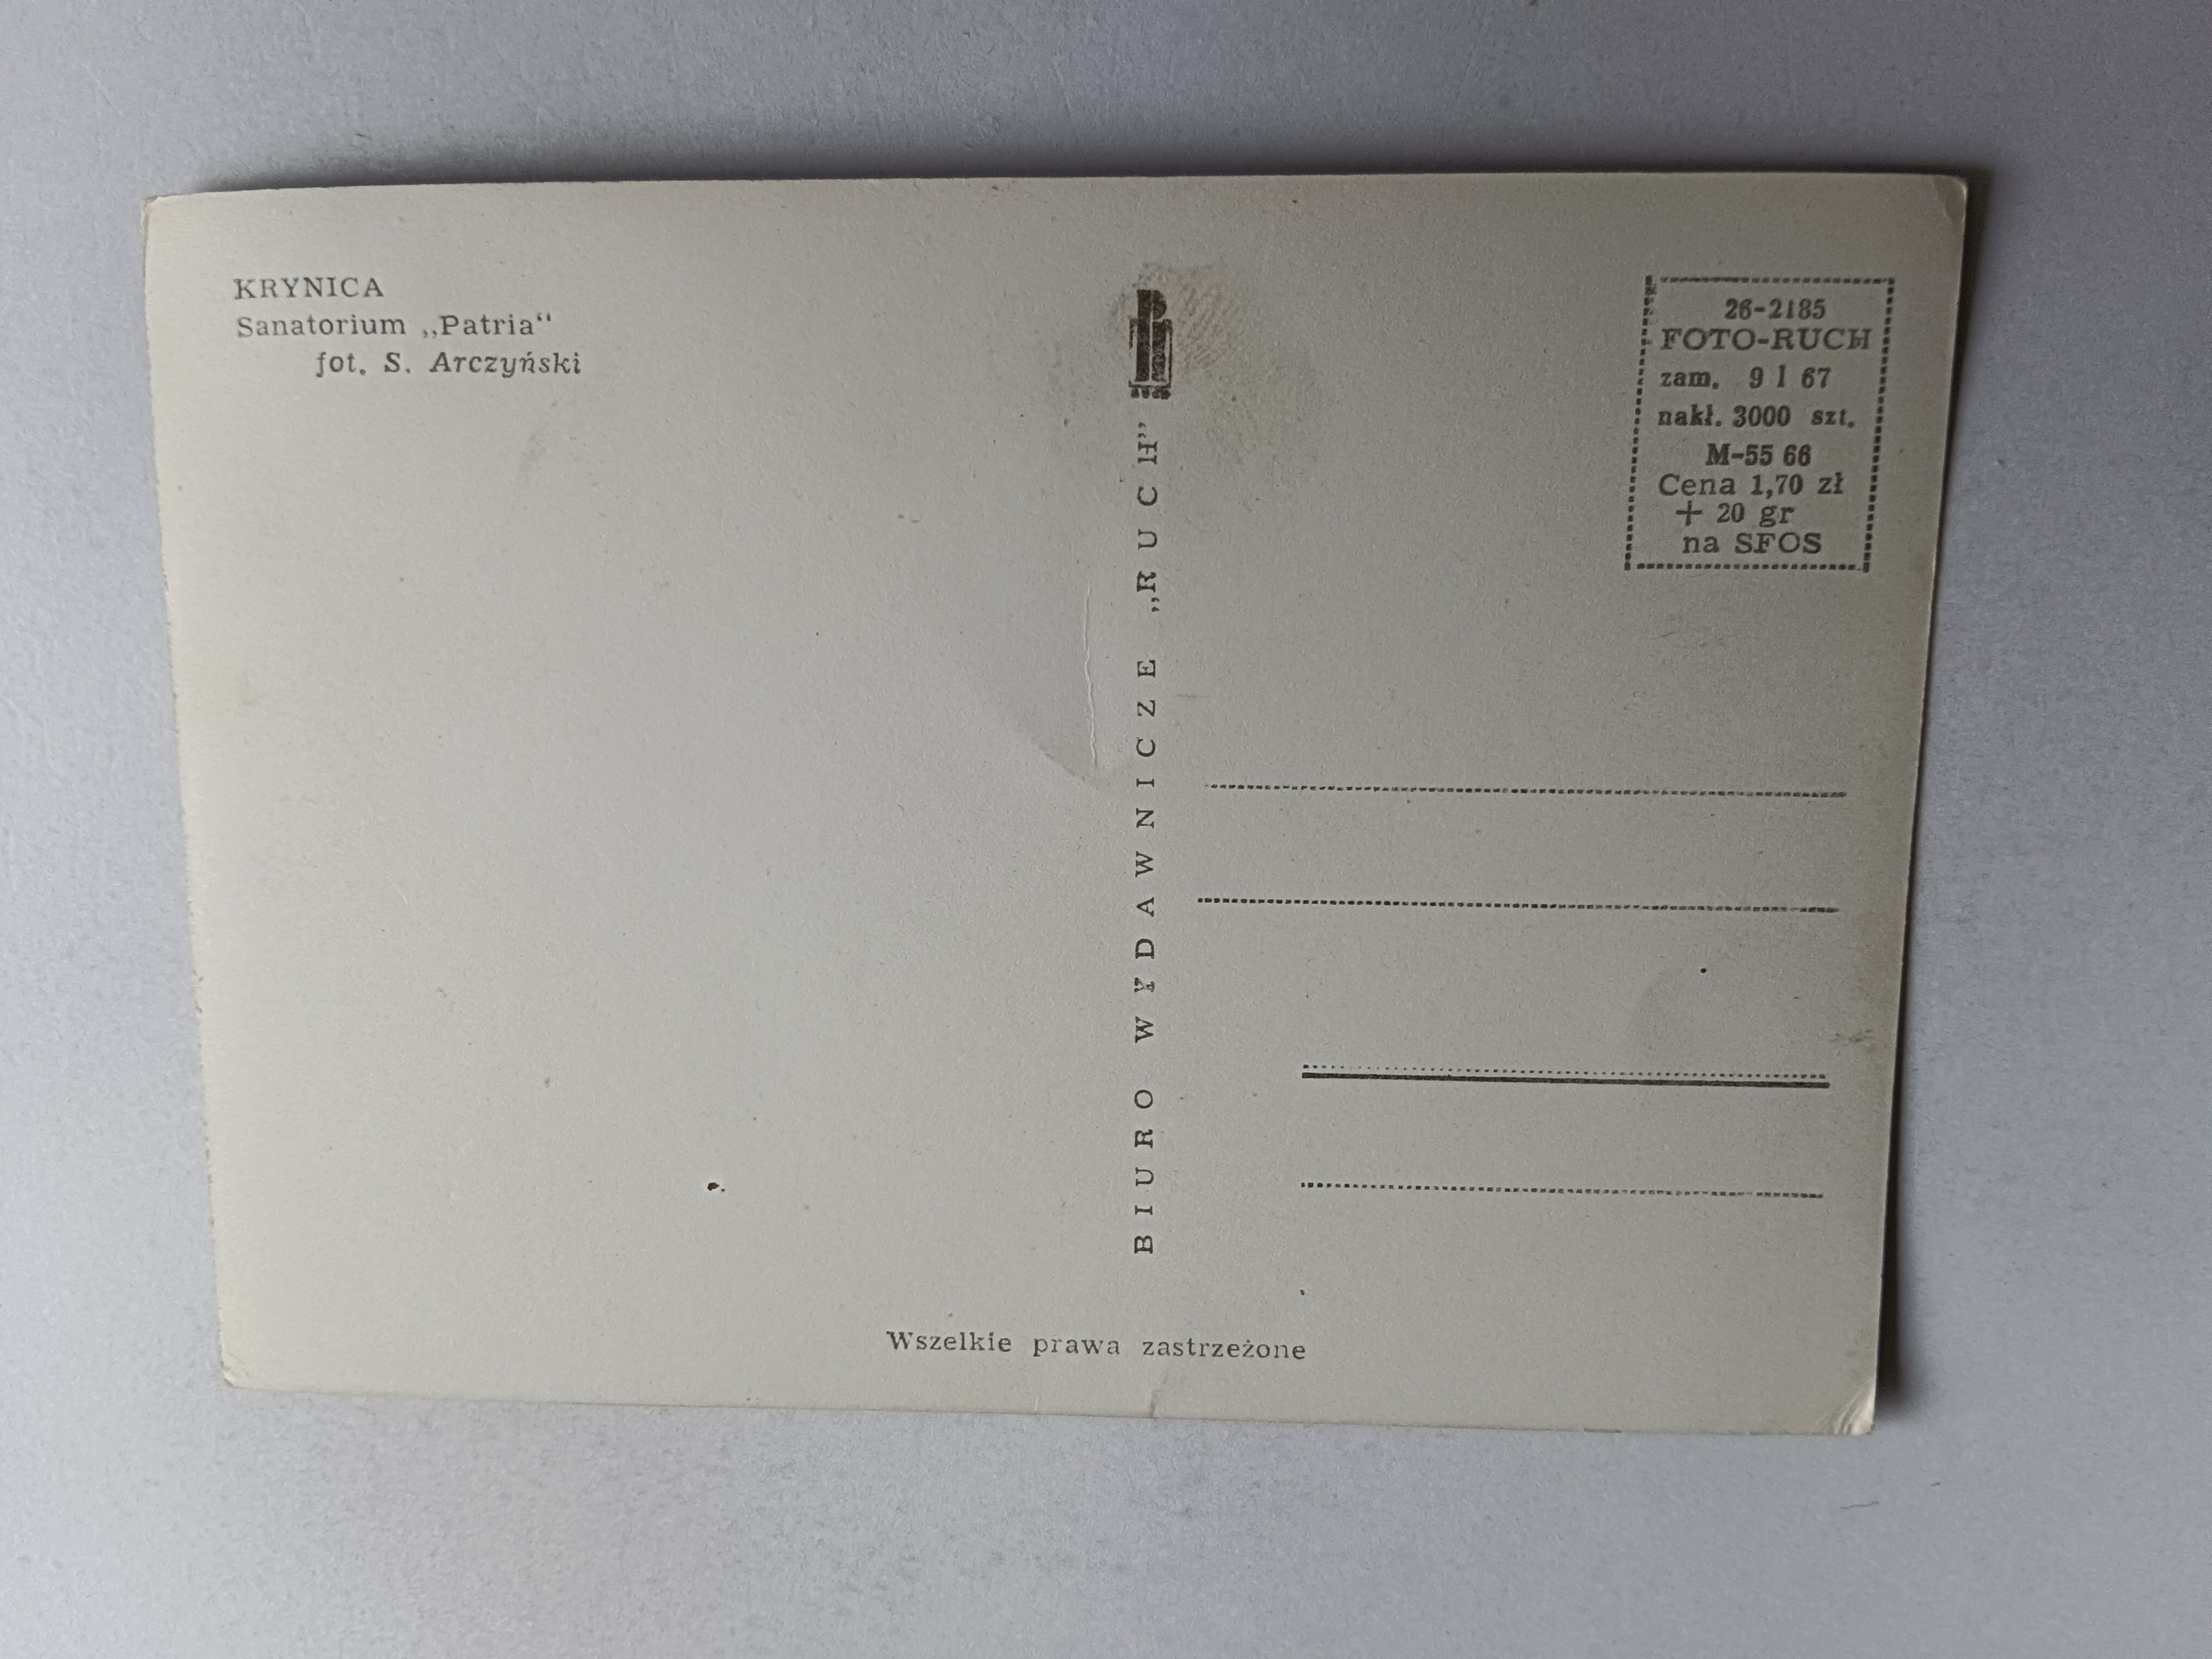 KRYNICA
Sanatorium „Patria“
fot. S. Arczyński
BIURO WYDAWNICZE „RUCH”
26-2185
FOTO-RUCH
zam. 9 I 67
nakł. 3000 szt.
M-55 66
Cena 1,70 zł
+ 20 gr
na SFOS
Wszelkie prawa zastrzeżone